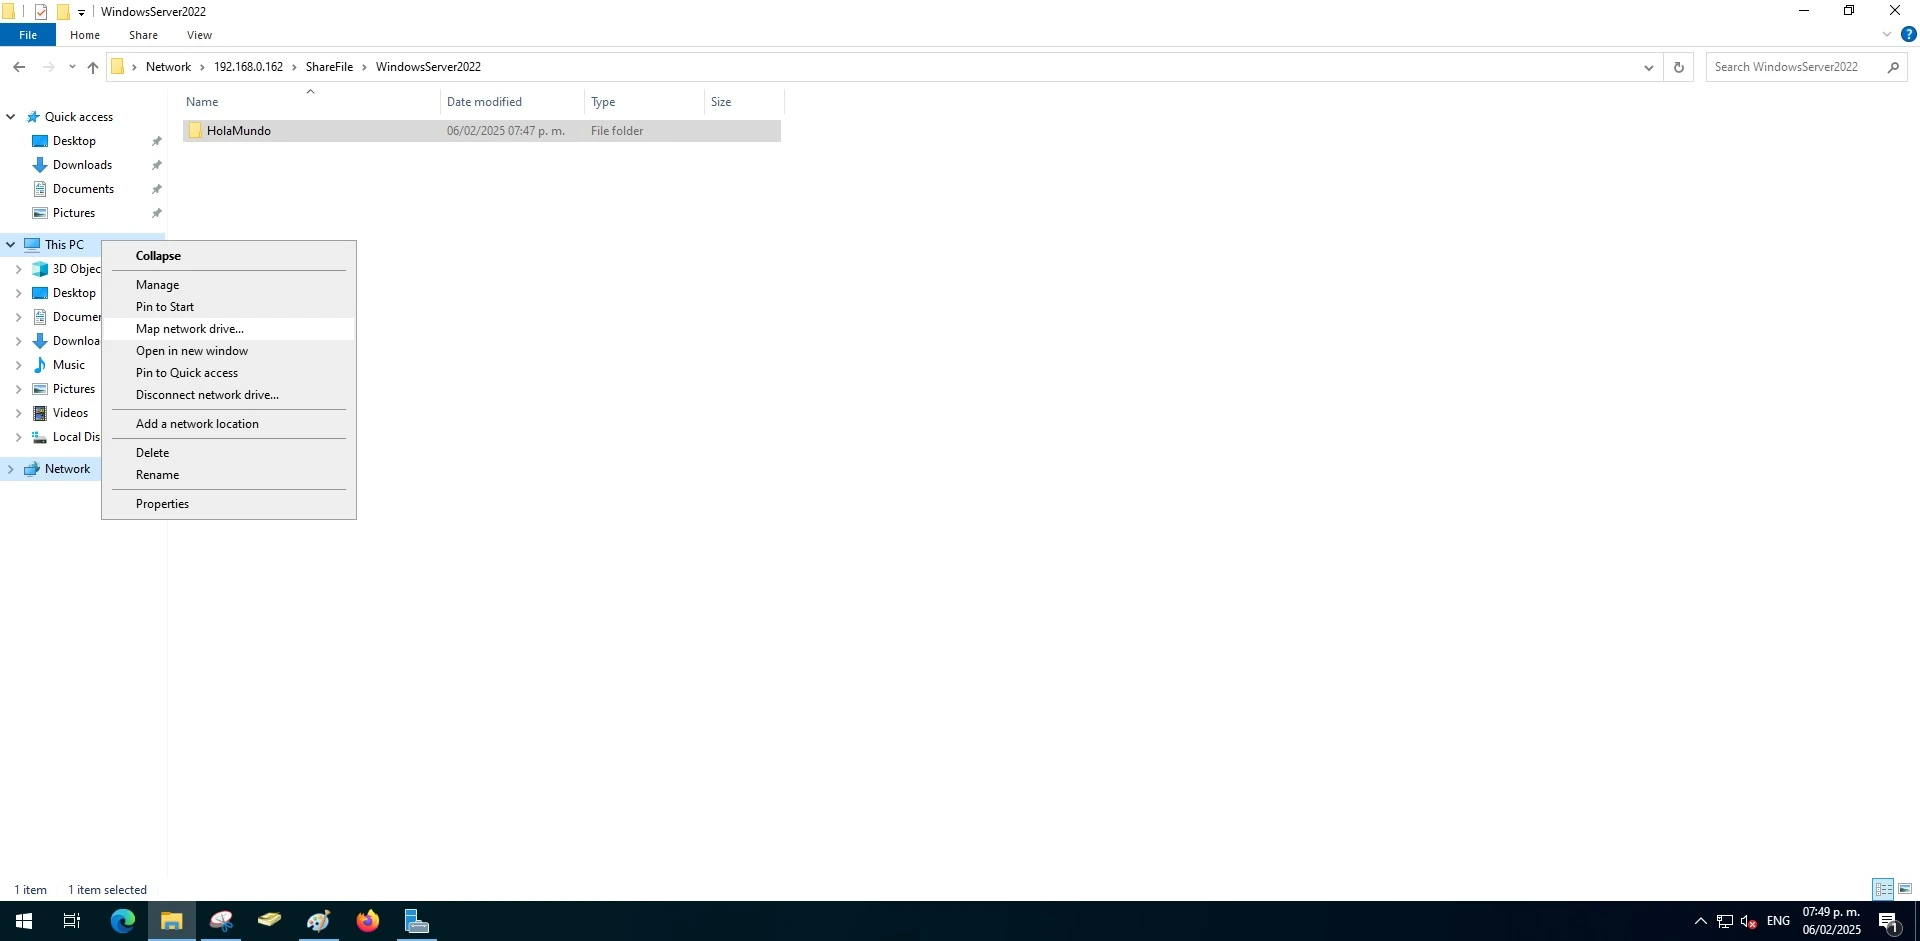 WindowsServer2022
File Home Share View
Network 192.168.0.162 ShareFile WindowsServer2022
Search WindowsServer2022
Name Date modified Type Size
HolaMundo 06/02/2025 07:47 p. m. File folder
Quick access
Desktop
Downloads
Documents
Pictures
This PC
3D Objec
Desktop
Documen
Downloa
Music
Pictures
Videos
Local Dis
Network
Collapse
Manage
Pin to Start
Map network drive...
Open in new window
Pin to Quick access
Disconnect network drive...
Add a network location
Delete
Rename
Properties
1 item 1 item selected
ENG
07:49 p. m.
06/02/2025
1